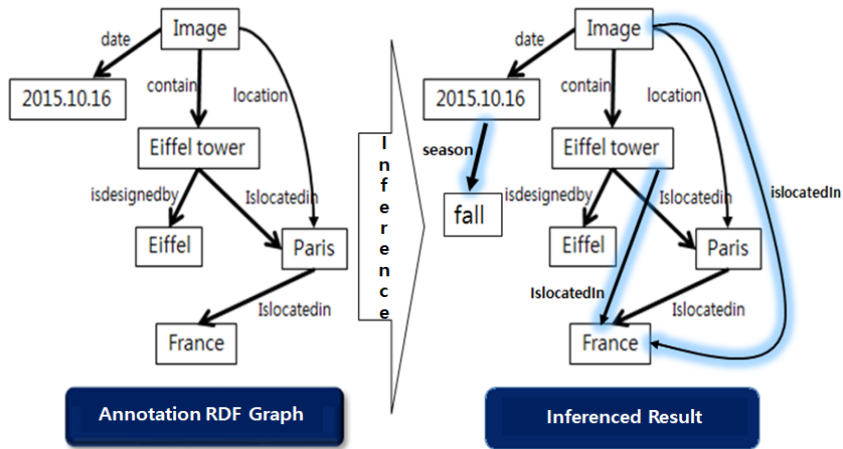 Image
date
2015.10.16
contain
location
Eiffel tower
isdesignedby
Islocatedin
Eiffel
Paris
Islocatedin
France
Annotation RDF Graph
Inference
Image
date
2015.10.16
contain
location
season
Eiffel tower
islocatedIn
fall
isdesignedby
Islocatedin
Eiffel
Paris
IslocatedIn
Islocatedin
France
Inferenced Result